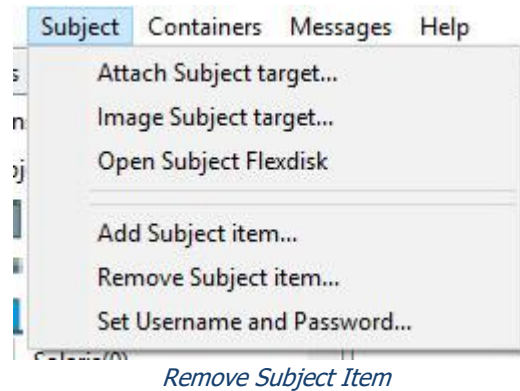 Subject Containers Messages Help
Attach Subject target...
Image Subject target...
Open Subject Flexdisk
Add Subject item...
Remove Subject item...
Set Username and Password...
Remove Subject Item